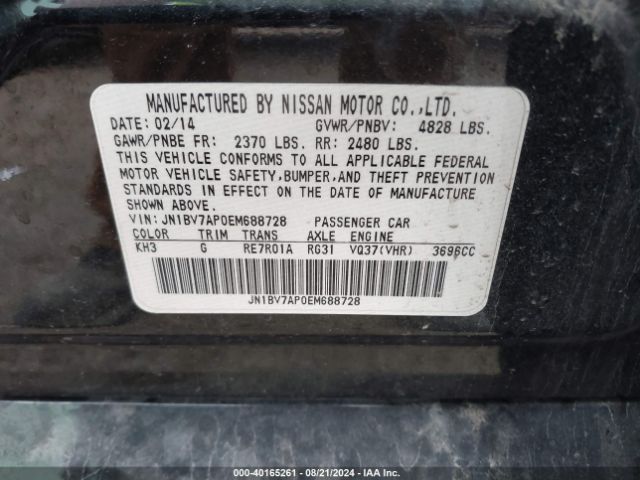 MANUFACTURED BY NISSAN MOTOR CO.,LTD.
DATE: 02/14 GVWR/PNBV: 4828 LBS.
GAWR/PNBE FR: 2370 LBS. RR: 2480 LBS.
THIS VEHICLE CONFORMS TO ALL APPLICABLE FEDERAL
MOTOR VEHICLE SAFETY,BUMPER,AND THEFT PREVENTION
STANDARDS IN EFFECT ON THE DATE OF MANUFACTURE
SHOWN ABOVE.
VIN: JN1BV7AP0EM688728 PASSENGER CAR
COLOR TRIM TRANS AXLE ENGINE
KH3 G RE7R01A RG31 VQ37(VHR) 3696CC
JN1BV7AP0EM688728
000-40165261 - 08/21/2024 - IAA Inc.